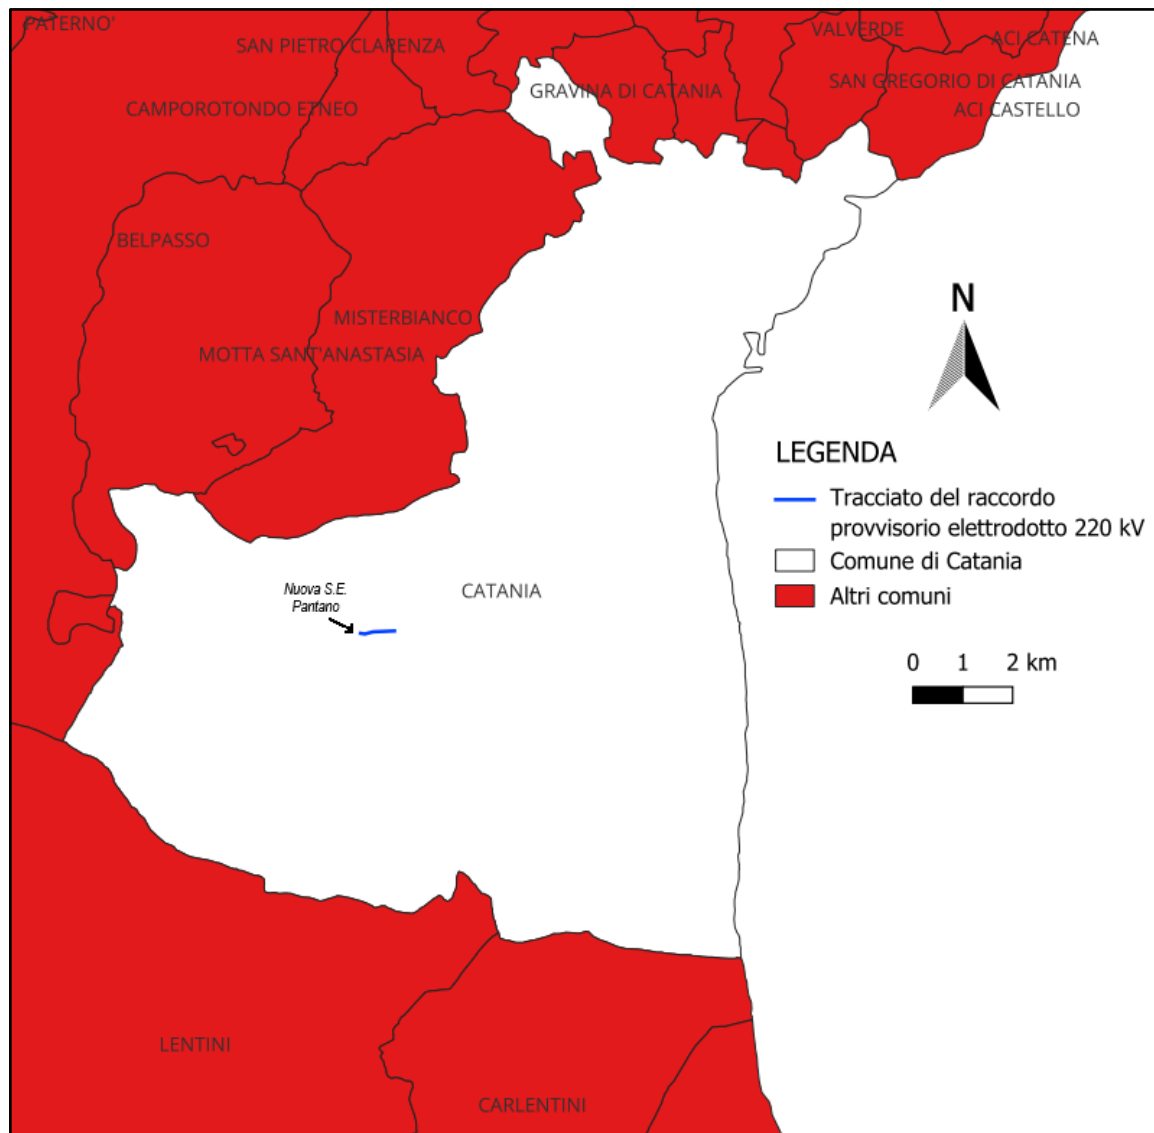 PATERNO'
SAN PIETRO CLARENZA
VALVERDE
ACI CATENA
CAMPOROTONDO ETNEO
GRAVINA DI CATANIA
SAN GREGORIO DI CATANIA
ACI CASTELLO
BELPASSO
MISTERBIANCO
MOTTA SANT'ANASTASIA
N
LEGENDA
Tracciato del raccordo
provvisorio elettrodotto 220 kV
Comune di Catania
Altri comuni
Nuova S.E.
Pantano
CATANIA
0 1 2 km
LENTINI
CARLENTINI